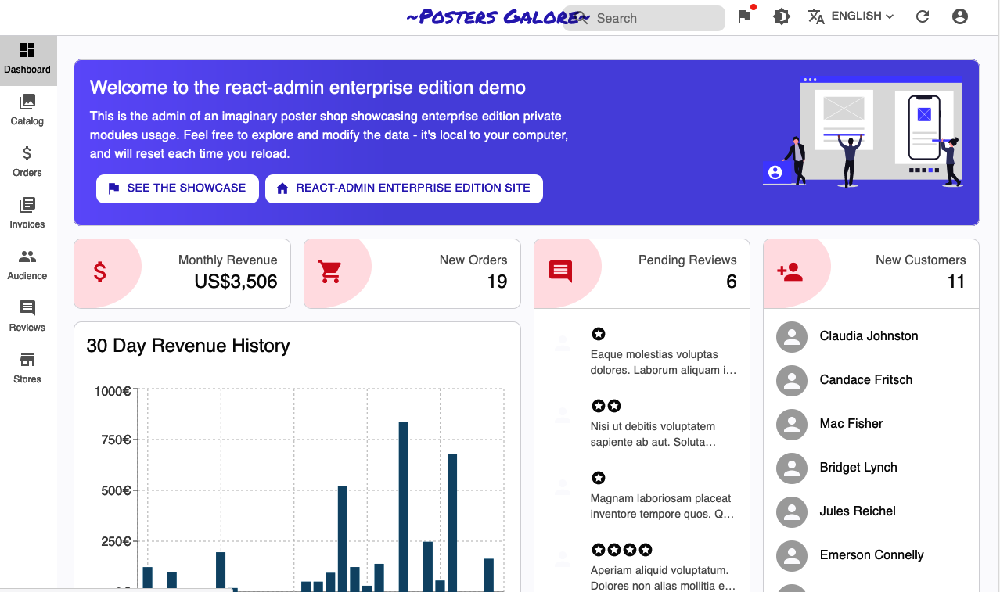 ~Posters Galore~
Search
ENGLISH
Dashboard
Catalog
Orders
Invoices
Audience
Reviews
Stores
Welcome to the react-admin enterprise edition demo
This is the admin of an imaginary poster shop showcasing enterprise edition private
modules usage. Feel free to explore and modify the data - it's local to your computer,
and will reset each time you reload.
SEE THE SHOWCASE
REACT-ADMIN ENTERPRISE EDITION SITE
Monthly Revenue
US$3,506
New Orders
19
Pending Reviews
6
New Customers
11
30 Day Revenue History
1000€
750€
500€
250€
Eaque molestias voluptas
dolores. Laborum aliquam i…
Nisi ut debitis voluptatem
sapiente ab aut. Soluta…
Magnam laboriosam placeat
inventore tempore quos. Q…
Aperiam aliquid voluptatum.
Dolores non alias mollitia e…
Claudia Johnston
Candace Fritsch
Mac Fisher
Bridget Lynch
Jules Reichel
Emerson Connelly